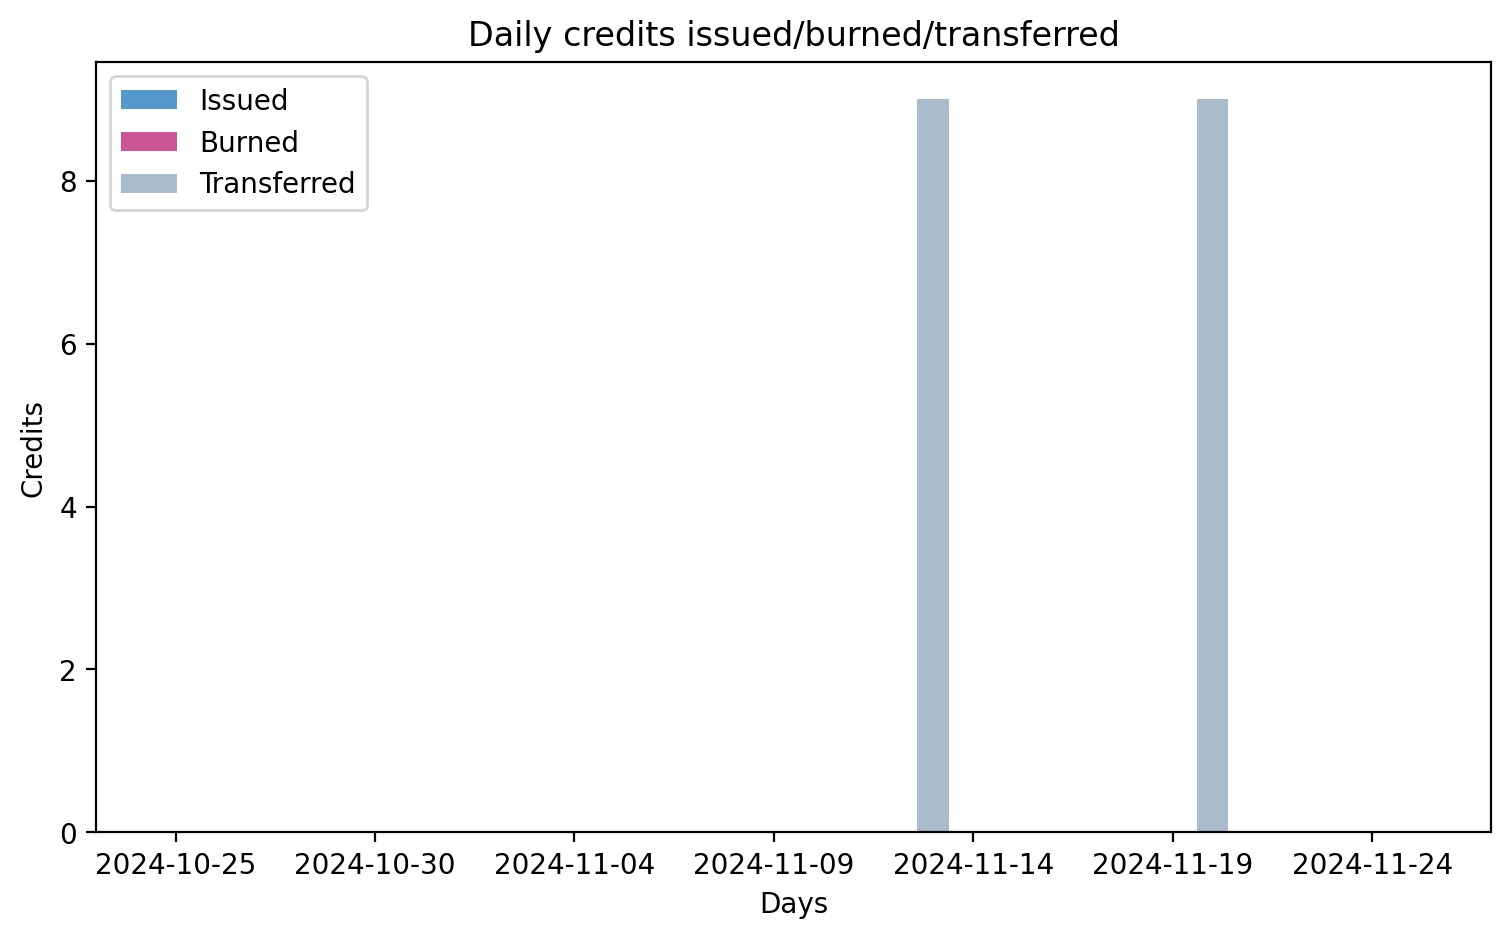 Daily credits issued/burned/transferred
Issued
Burned
Transferred
8
6
4
2
0
Credits
2024-10-25 2024-10-30 2024-11-04 2024-11-09 2024-11-14 2024-11-19 2024-11-24
Days